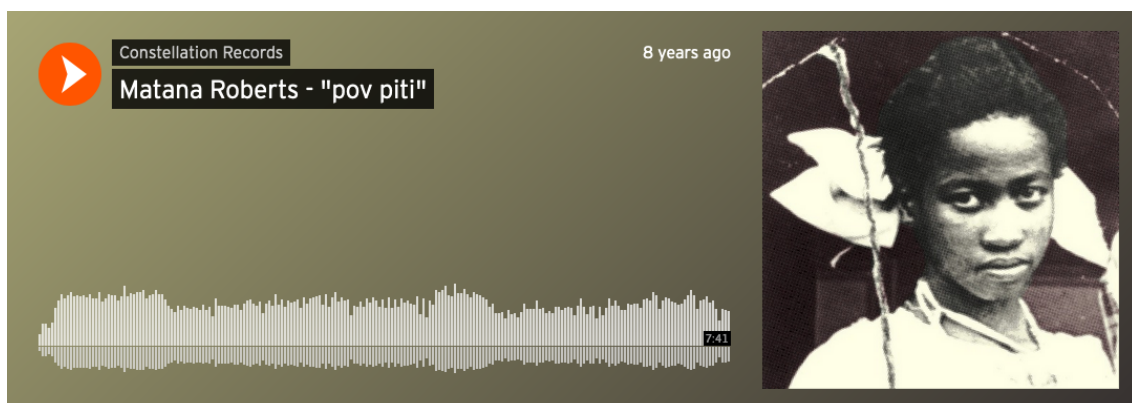 Constellation Records
8 years ago
Matana Roberts - "pov piti"
7:41